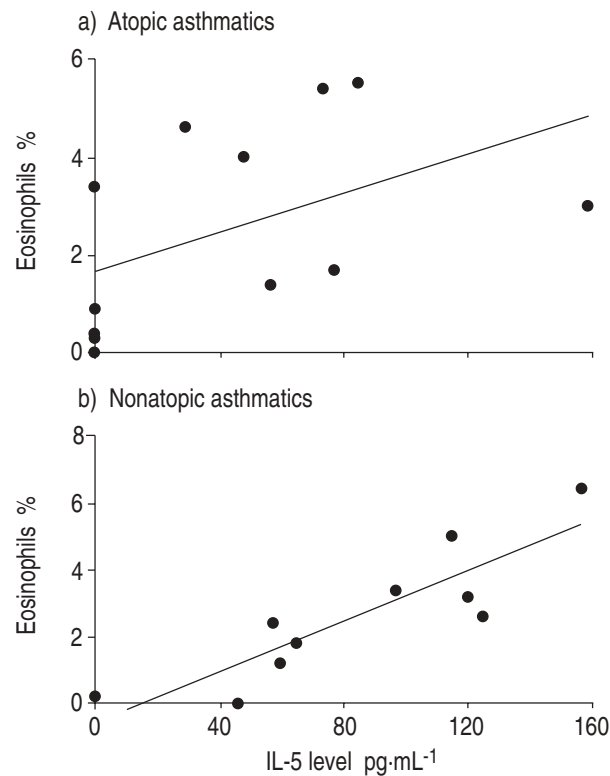 a) Atopic asthmatics
6
4
2
0
Eosinophils %
b) Nonatopic asthmatics
8
6
4
2
0
Eosinophils %
0 40 80 120 160
IL-5 level pg·mL-1